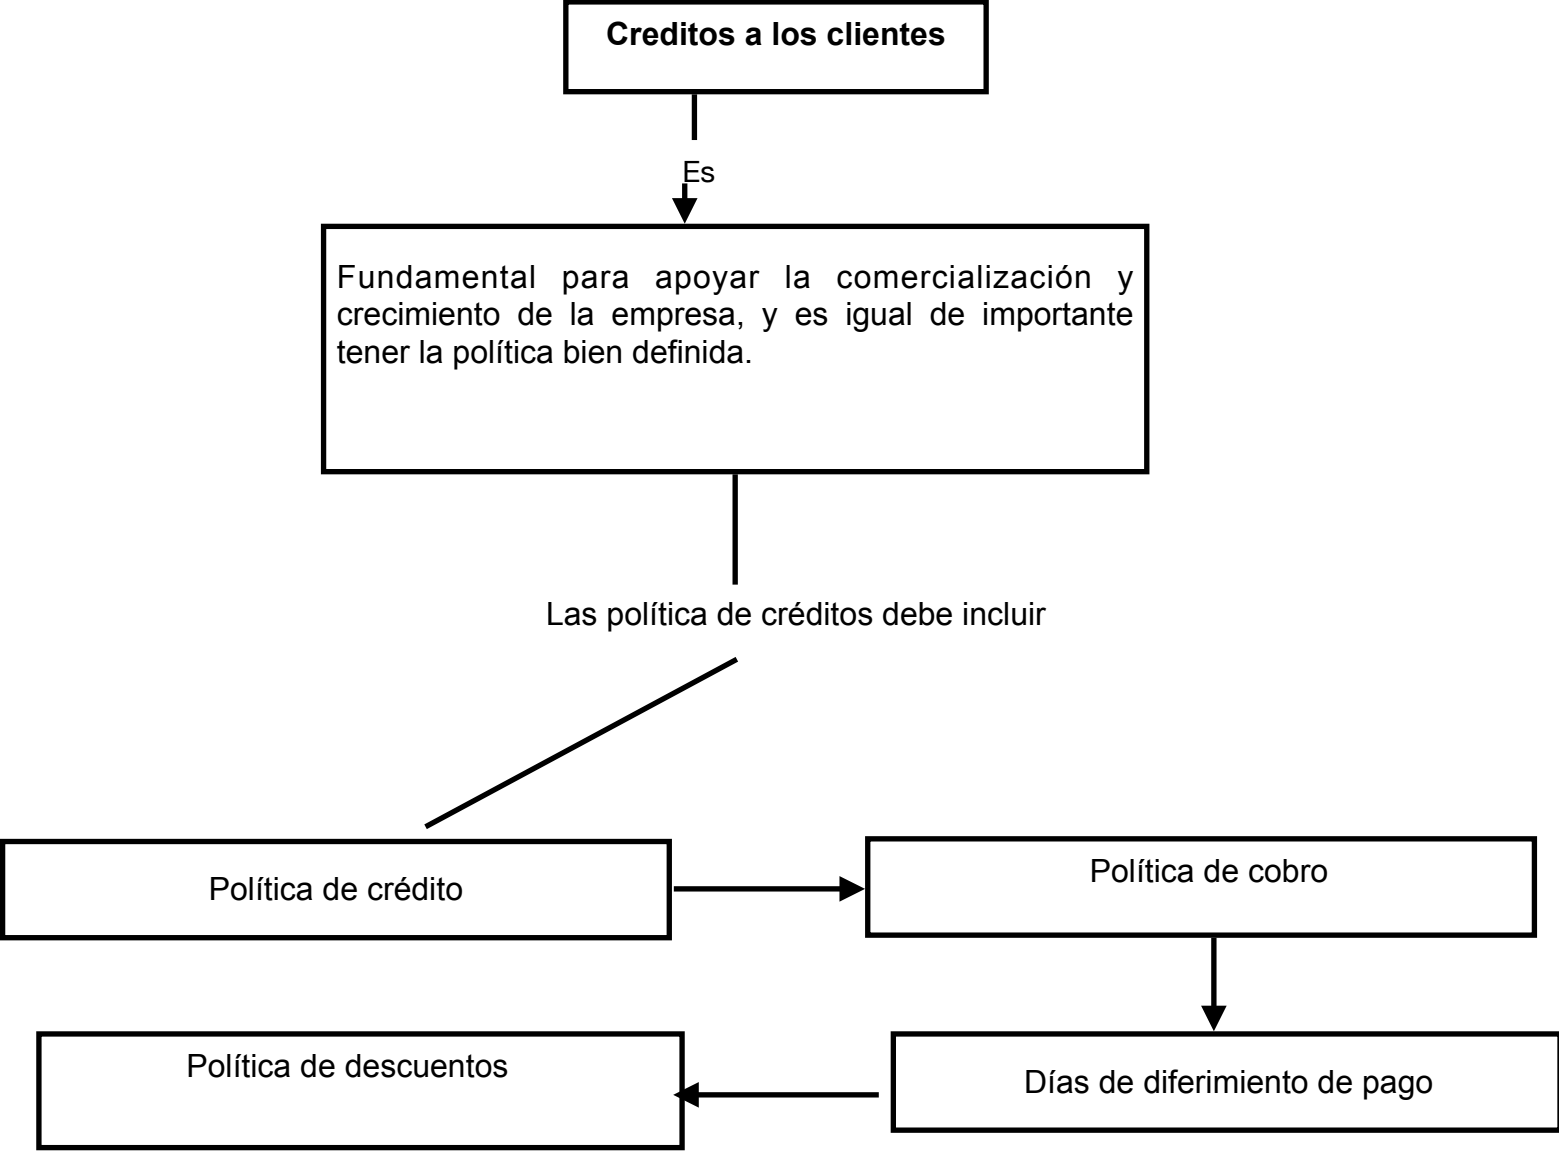 Creditos a los clientes
Es
Fundamental para apoyar la comercialización y
crecimiento de la empresa, y es igual de importante
tener la política bien definida.
Las política de créditos debe incluir
Política de crédito
Política de cobro
Política de descuentos
Días de diferimiento de pago